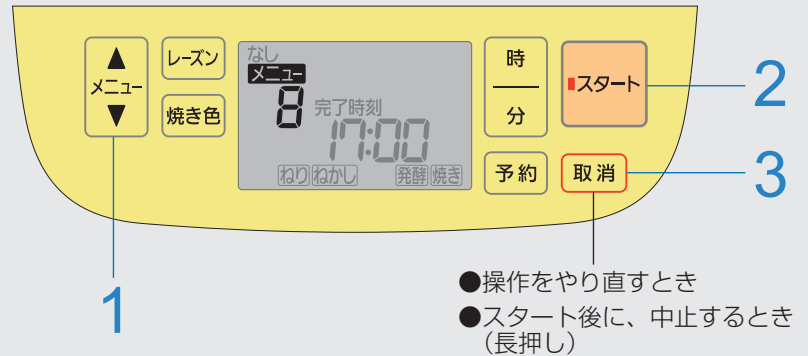 ▲
メニュー
▼
レーズン
焼き色
なし
メニュー
8
完了時刻
17:00
ねり ねかし 発酵 焼き
時
分
予約
スタート
取消
1
2
3
●操作をやり直すとき
●スタート後に、中止するとき
（長押し）